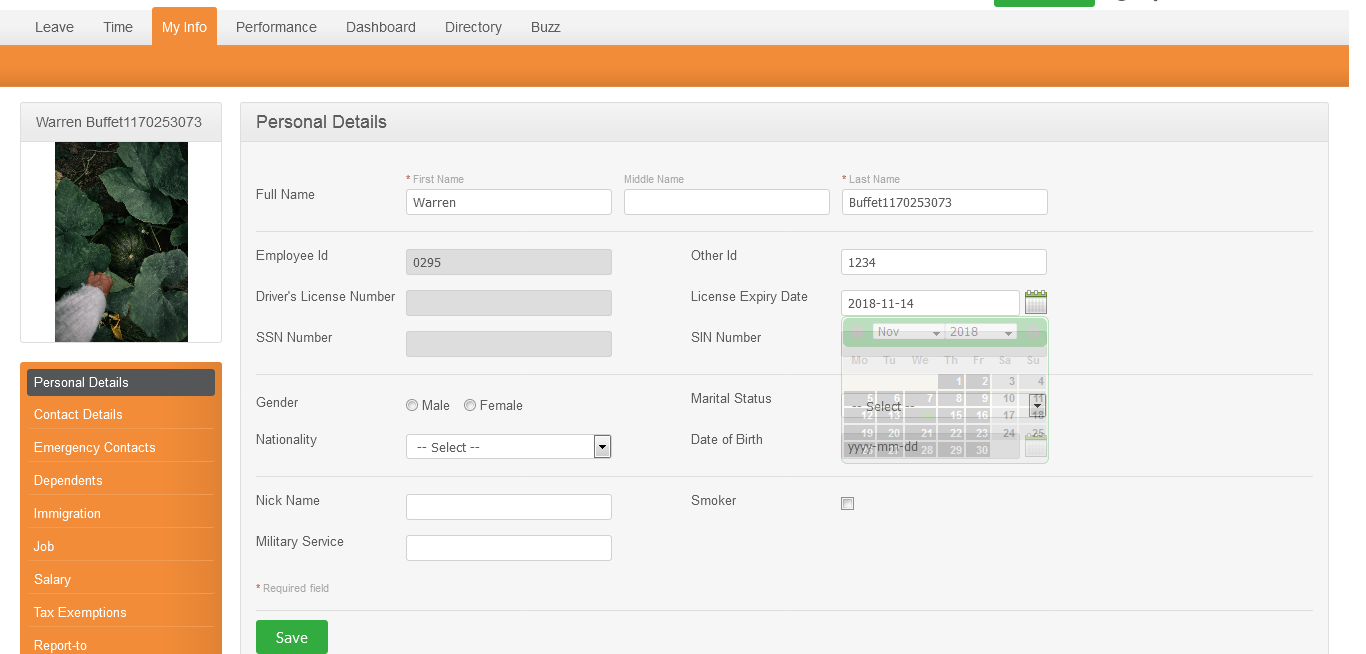 Leave Time My Info Performance Dashboard Directory Buzz
Warren Buffet1170253073
Personal Details
Contact Details
Emergency Contacts
Dependents
Immigration
Job
Salary
Tax Exemptions
Report-to
Personal Details
* First Name Middle Name * Last Name
Full Name Warren Buffet1170253073
Employee Id 0295 Other Id 1234
Driver's License Number License Expiry Date 2018-11-14
SSN Number SIN Number
Nov 2018
Mo Tu We Th Fr Sa Su
1 2 3 4
5 6 7 8 9 10 11
12 13 15 16 17 18
19 20 21 22 23 24 25
28 29 30
Gender Male Female Marital Status -- Select --
Nationality -- Select -- Date of Birth yyyy-mm-dd
Nick Name Smoker
Military Service
* Required field
Save